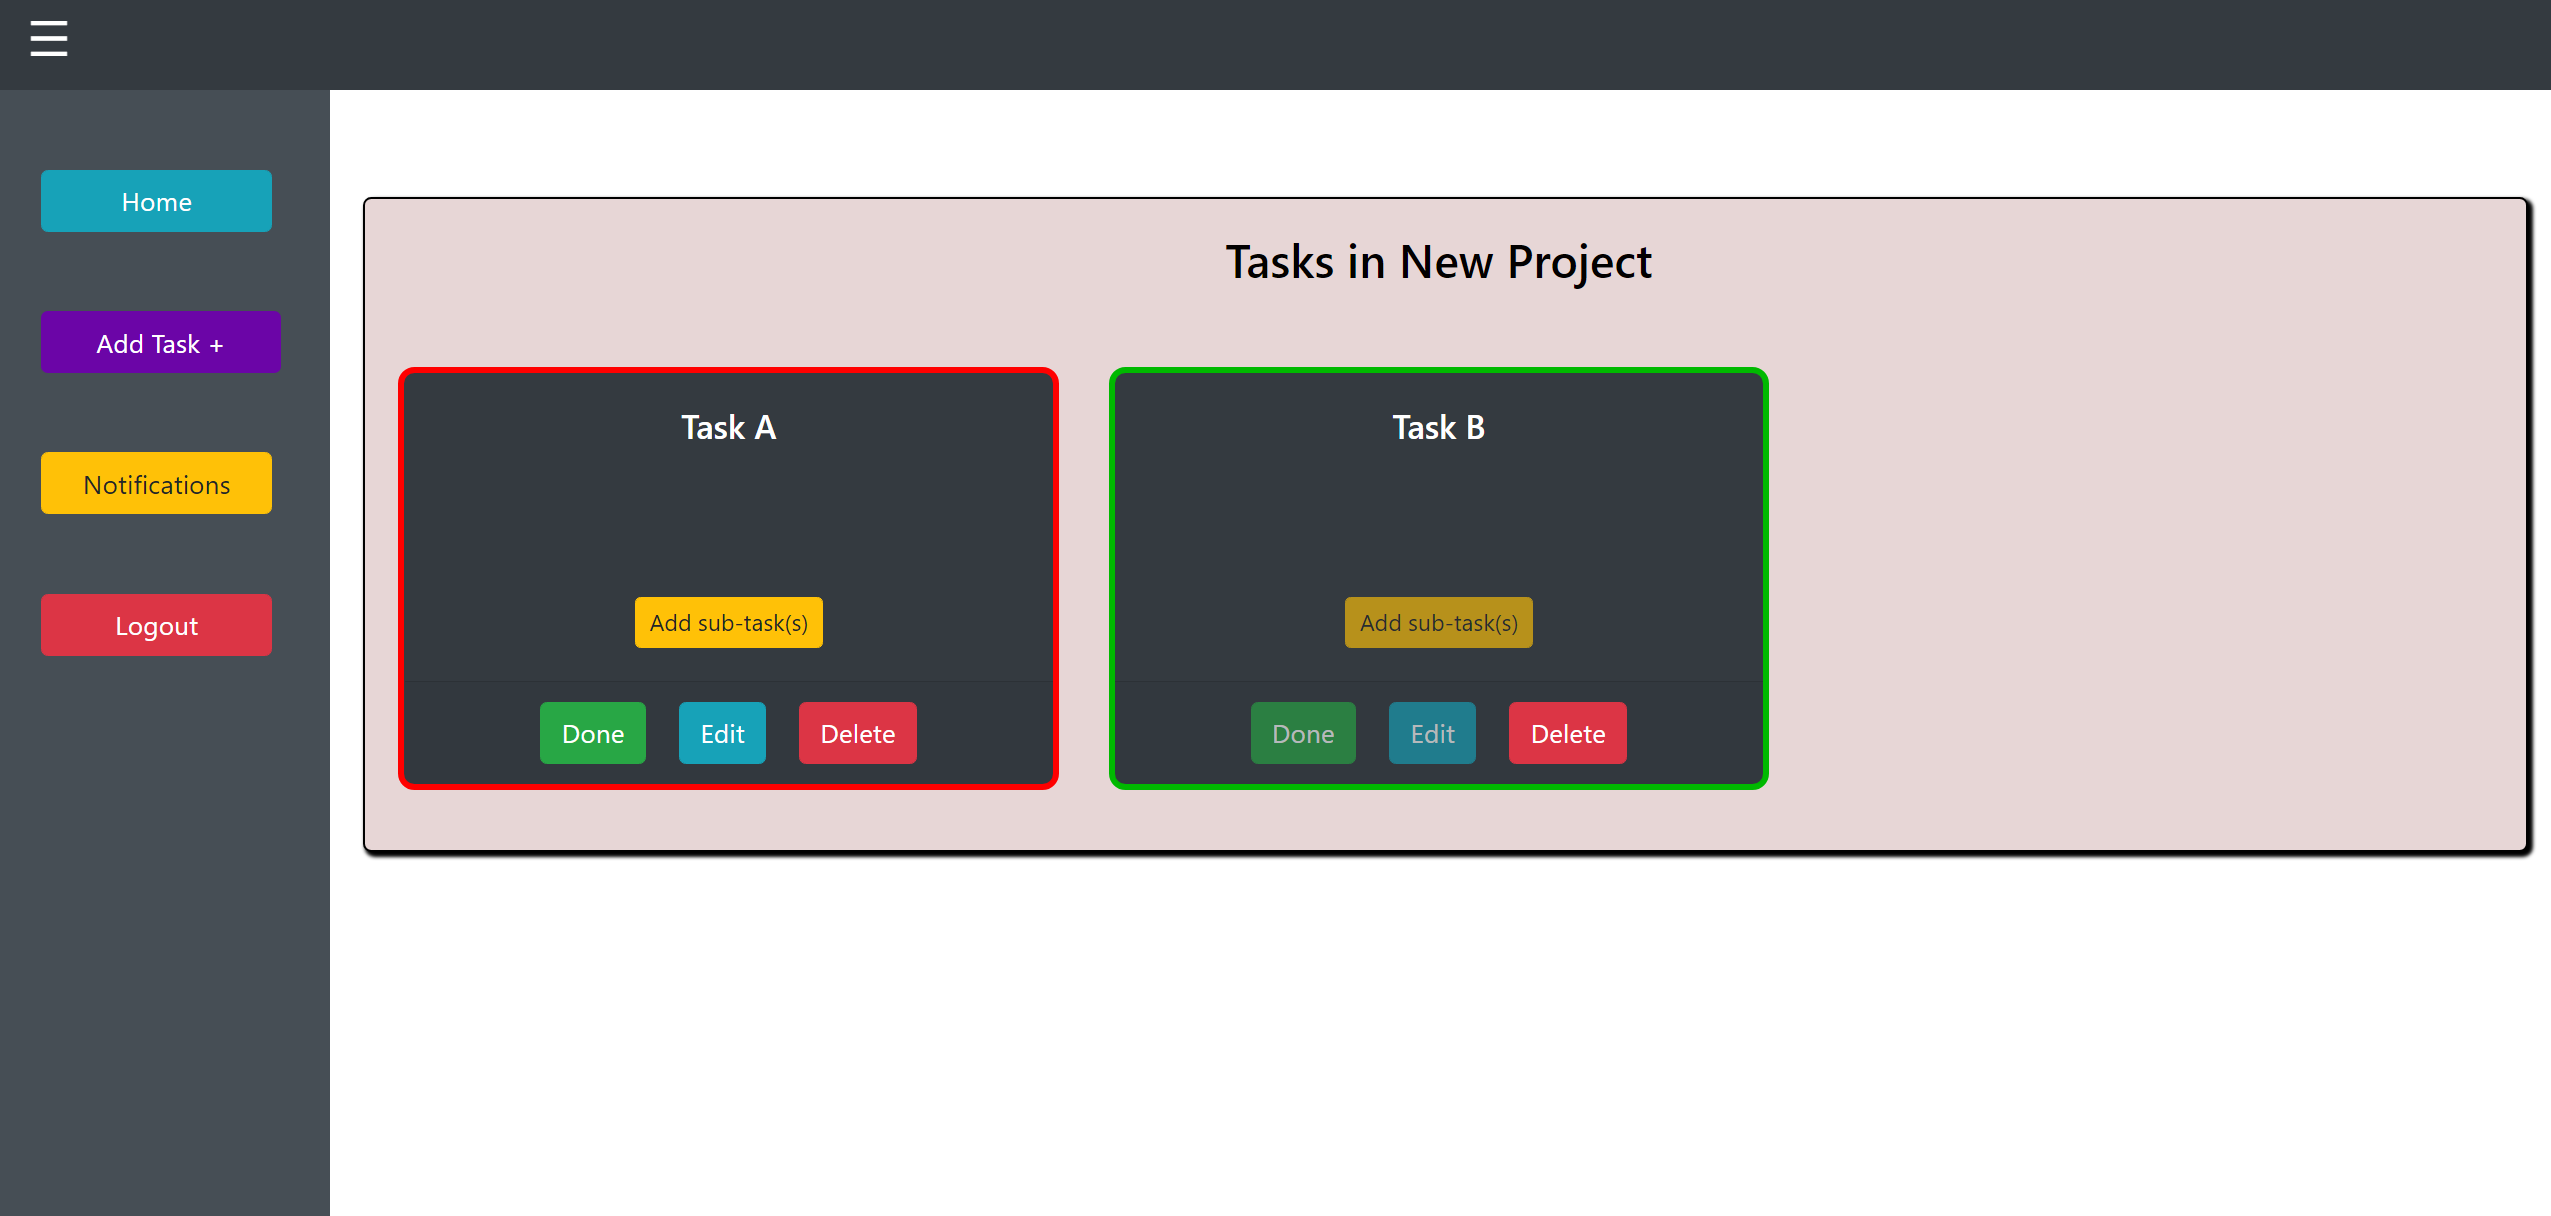 Home
Add Task +
Notifications
Logout
Tasks in New Project
Task A
Add sub-task(s)
Done Edit Delete
Task B
Add sub-task(s)
Done Edit Delete